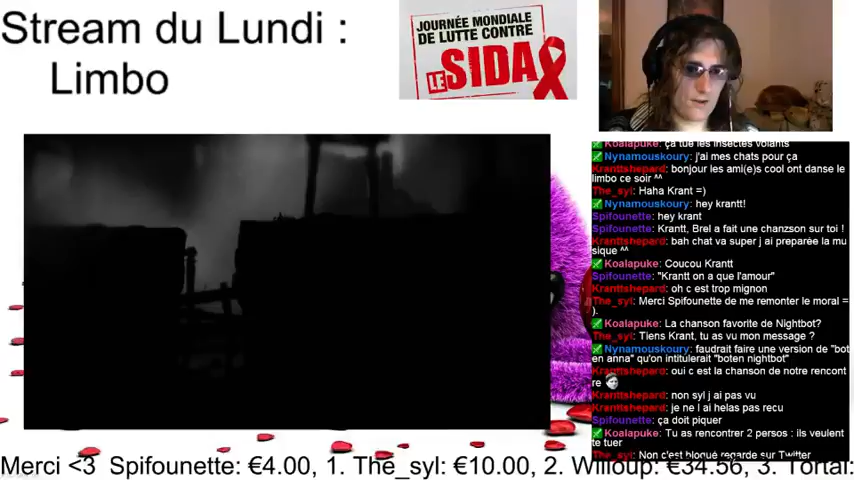 Stream du Lundi :
Limbo
JOURNÉE MONDIALE
DE LUTTE CONTRE
LE SIDA
Koalapuke: ça tue les insectes volants
Nynamouskoury: j'ai mes chats pour ça
Kranttshepard: bonjour les ami(e)s cool ont danse le
limbo ce soir ^^
The_syl: Haha Krant =)
Nynamouskoury: hey krantt!
Spifounette: hey krant
Spifounette: Krantt, Brel a fait une chanzson sur toi !
Kranttshepard: bah chat va super j ai preparée la mu
sique ^^
Koalapuke: Coucou Krantt
Spifounette: "Krantt on a que l'amour"
Kranttshepard: oh c est trop mignon
The_syl: Merci Spifounette de me remonter le moral =
).
Koalapuke: La chanson favorite de Nightbot?
The_syl: Tiens Krant, tu as vu mon message ?
Nynamouskoury: faudrait faire une version de "bot
en anna" qu'on intitulerait "boten nightbot"
Kranttshepard: oui c est la chanson de notre rencont
re
Kranttshepard: non syl j ai pas vu
Kranttshepard: je ne l ai helas pas recu
Spifounette: ça doit piquer
Koalapuke: Tu as rencontrer 2 persos : ils veulent
te tuer
The_syl: Non c'est bloqué regarde sur Twitter
Merci <3 Spifounette: €4.00, 1. The_syl: €10.00, 2. Willoup: €34.56, 3. Tortal: